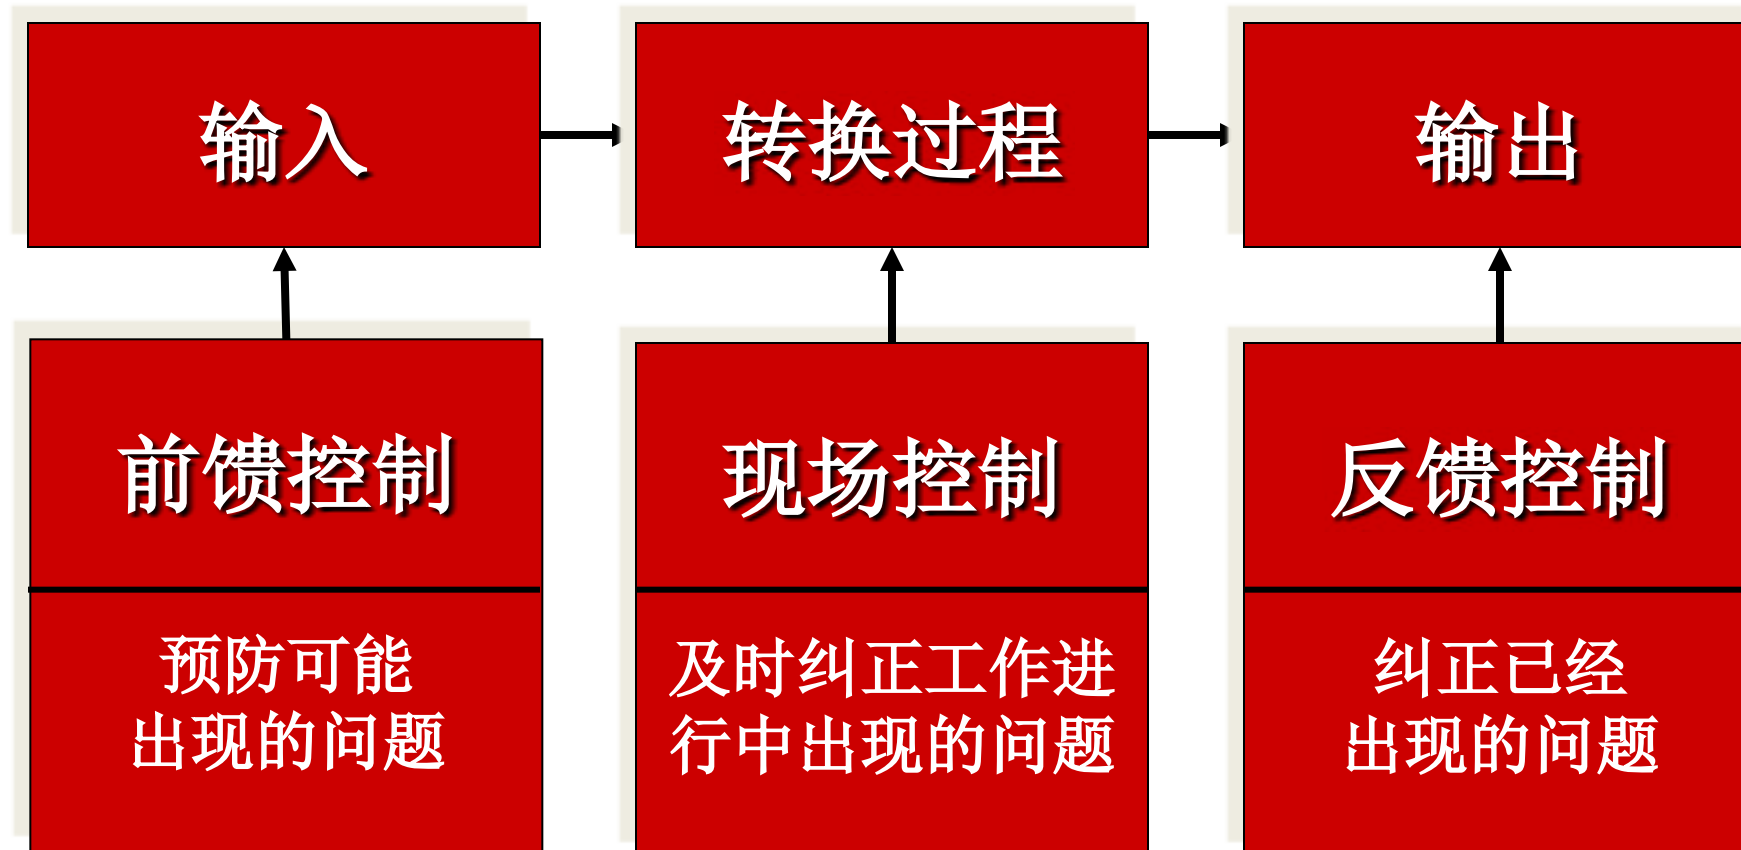 输入
转换过程
输出
前馈控制
现场控制
反馈控制
预防可能
出现的问题
及时纠正工作进
行中出现的问题
纠正已经
出现的问题